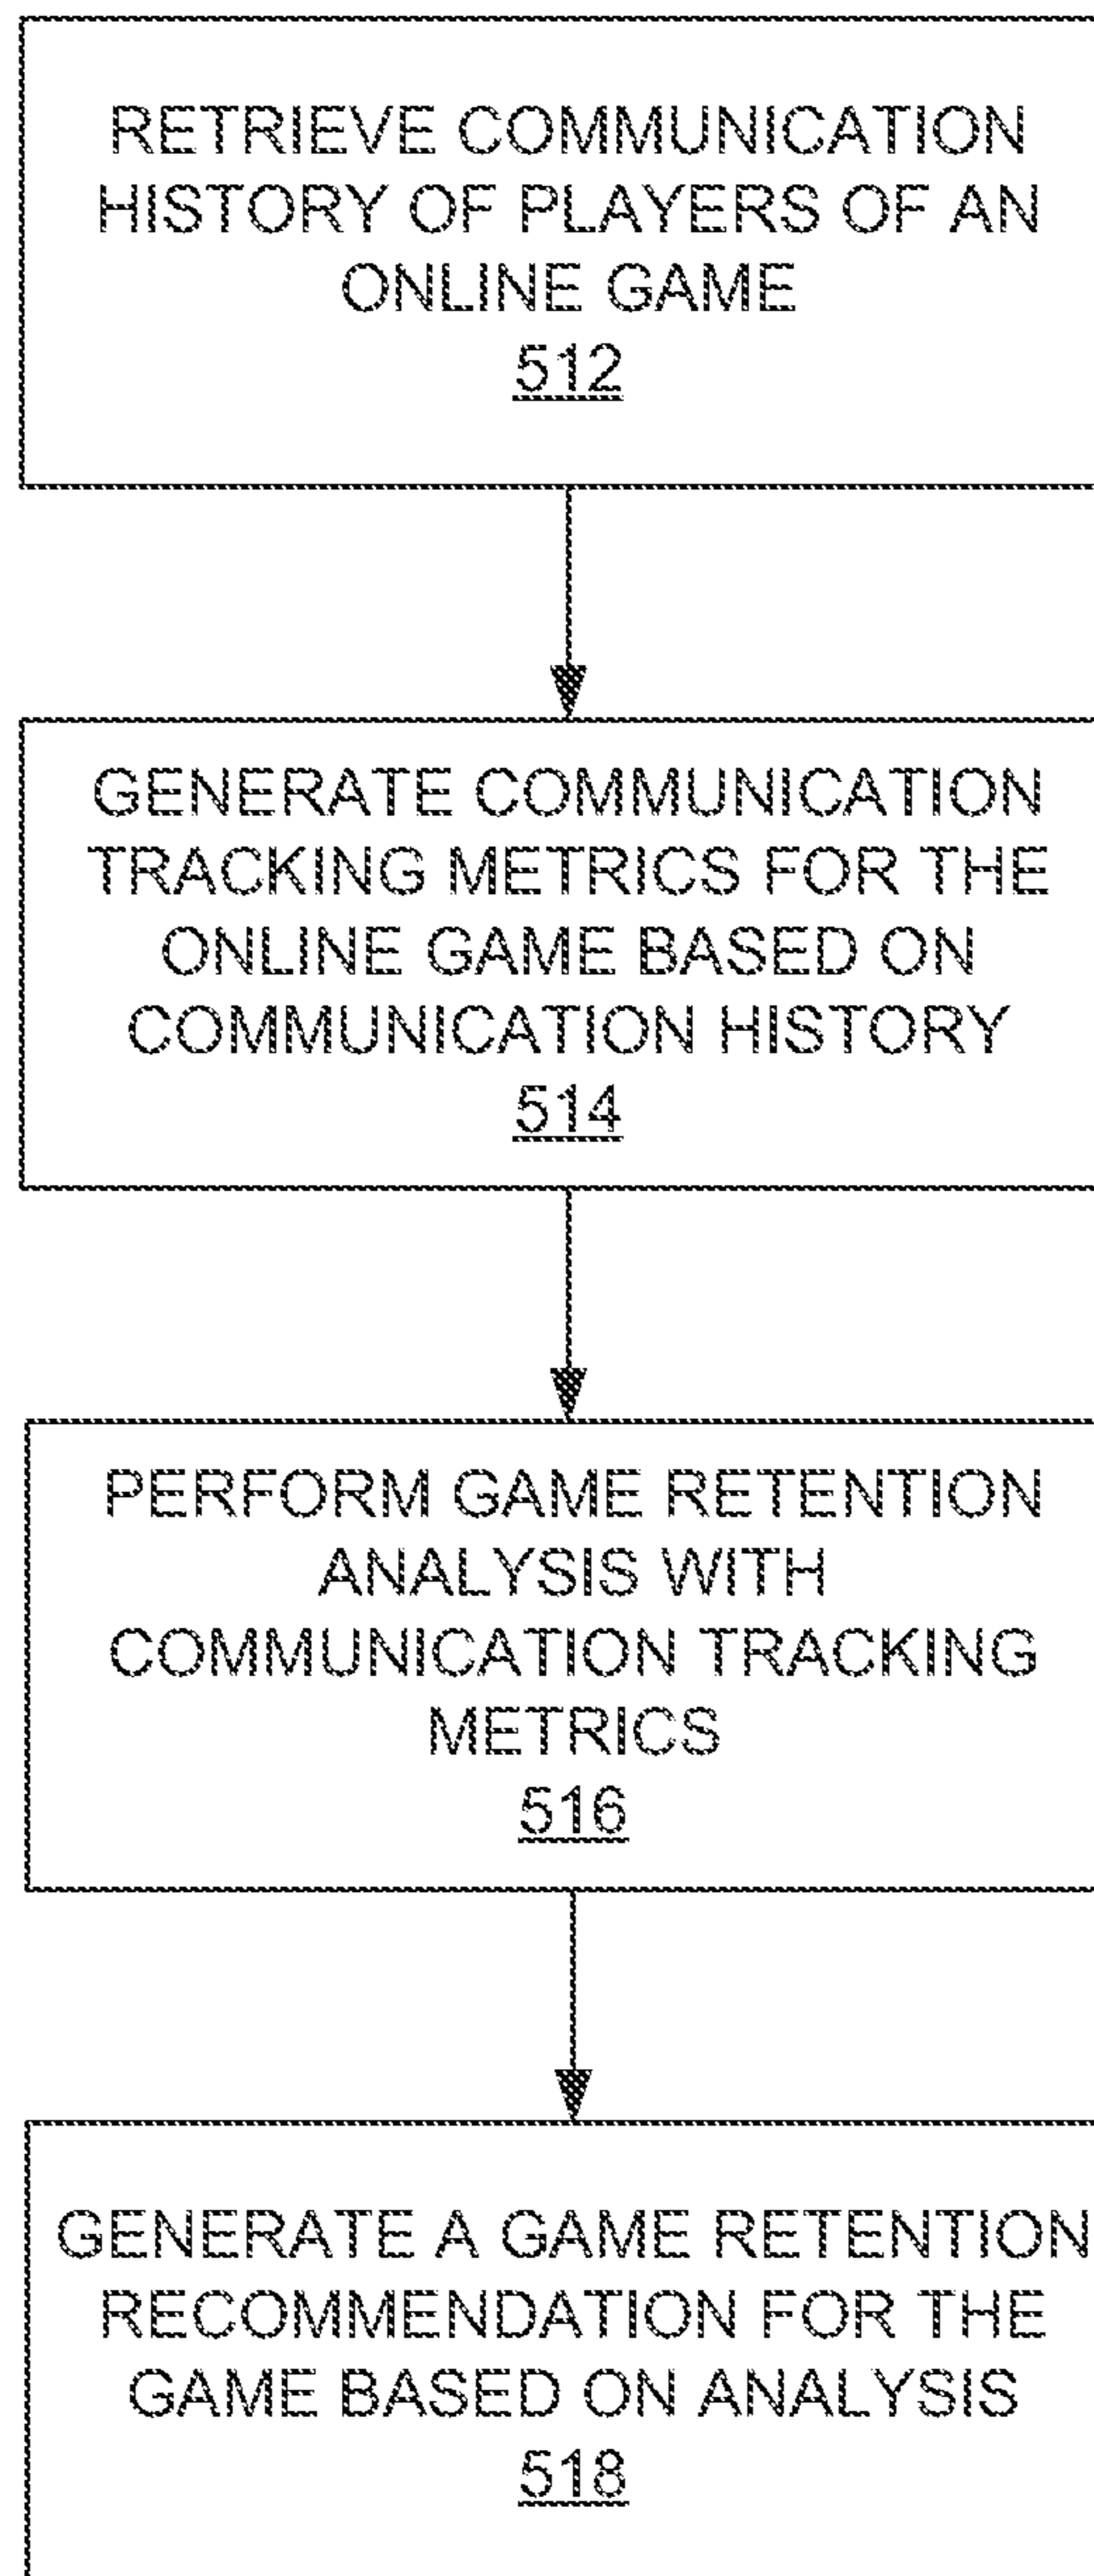 RETRIEVE COMMUNICATION
HISTORY OF PLAYERS OF AN
ONLINE GAME
512
GENERATE COMMUNICATION
TRACKING METRICS FOR THE
ONLINE GAME BASED ON
COMMUNICATION HISTORY
514
PERFORM GAME RETENTION
ANALYSIS WITH
COMMUNICATION TRACKING
METRICS
516
GENERATE A GAME RETENTION
RECOMMENDATION FOR THE
GAME BASED ON ANALYSIS
518